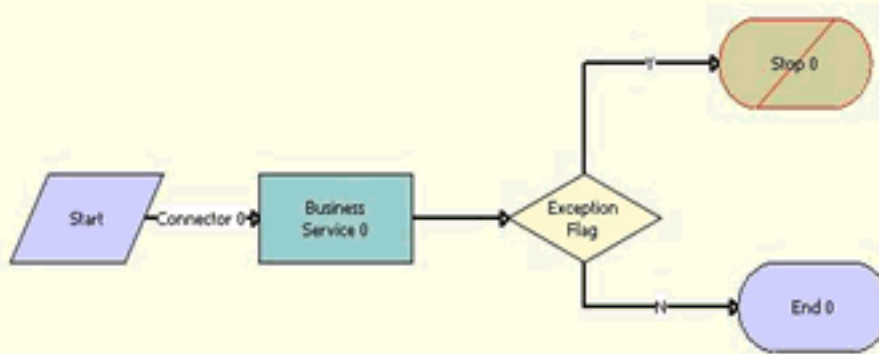 Start
Connector 0
Business
Service 0
Exception
Flag
Y
Stop 0
N
End 0